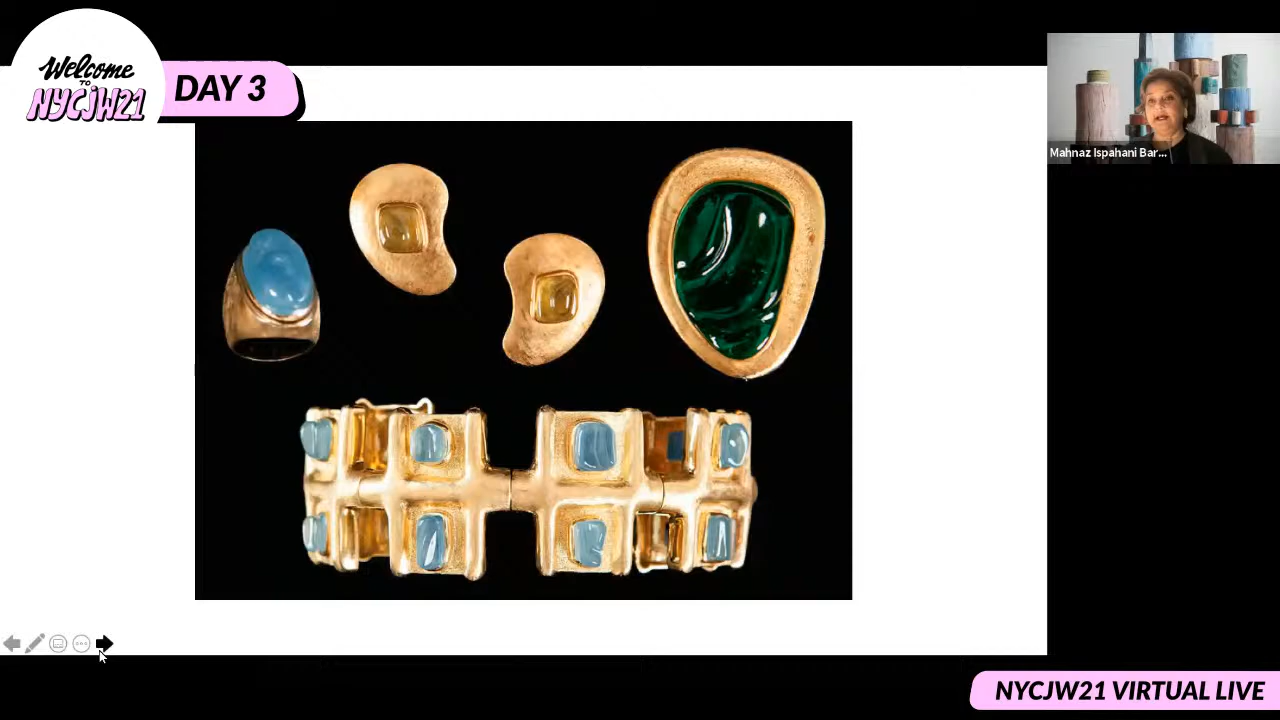 Welcome
TO
NYCJW21
DAY 3
Mahnaz Ispahani Bar...
NYCJW21 VIRTUAL LIVE